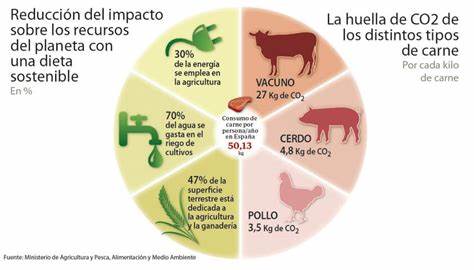 Reducción del impacto
sobre los recursos
del planeta con
una dieta
sostenible
En %
La huella de CO2 de
los distintos tipos
de carne
Por cada kilo
de carne
30%
de la energía
se emplea en
la agricultura
VACUNO
27 Kg de CO2
70%
del agua se
gasta en el
riego de
cultivos
Consumo de
carne por
persona/año
en España
50,13
kg
CERDO
4,8 Kg de CO2
47% de la
superficie
terrestre está
dedicada a
la agricultura
y la ganadería
POLLO
3,5 Kg de CO2
Fuente: Ministerio de Agricultura y Pesca, Alimentación y Medio Ambiente